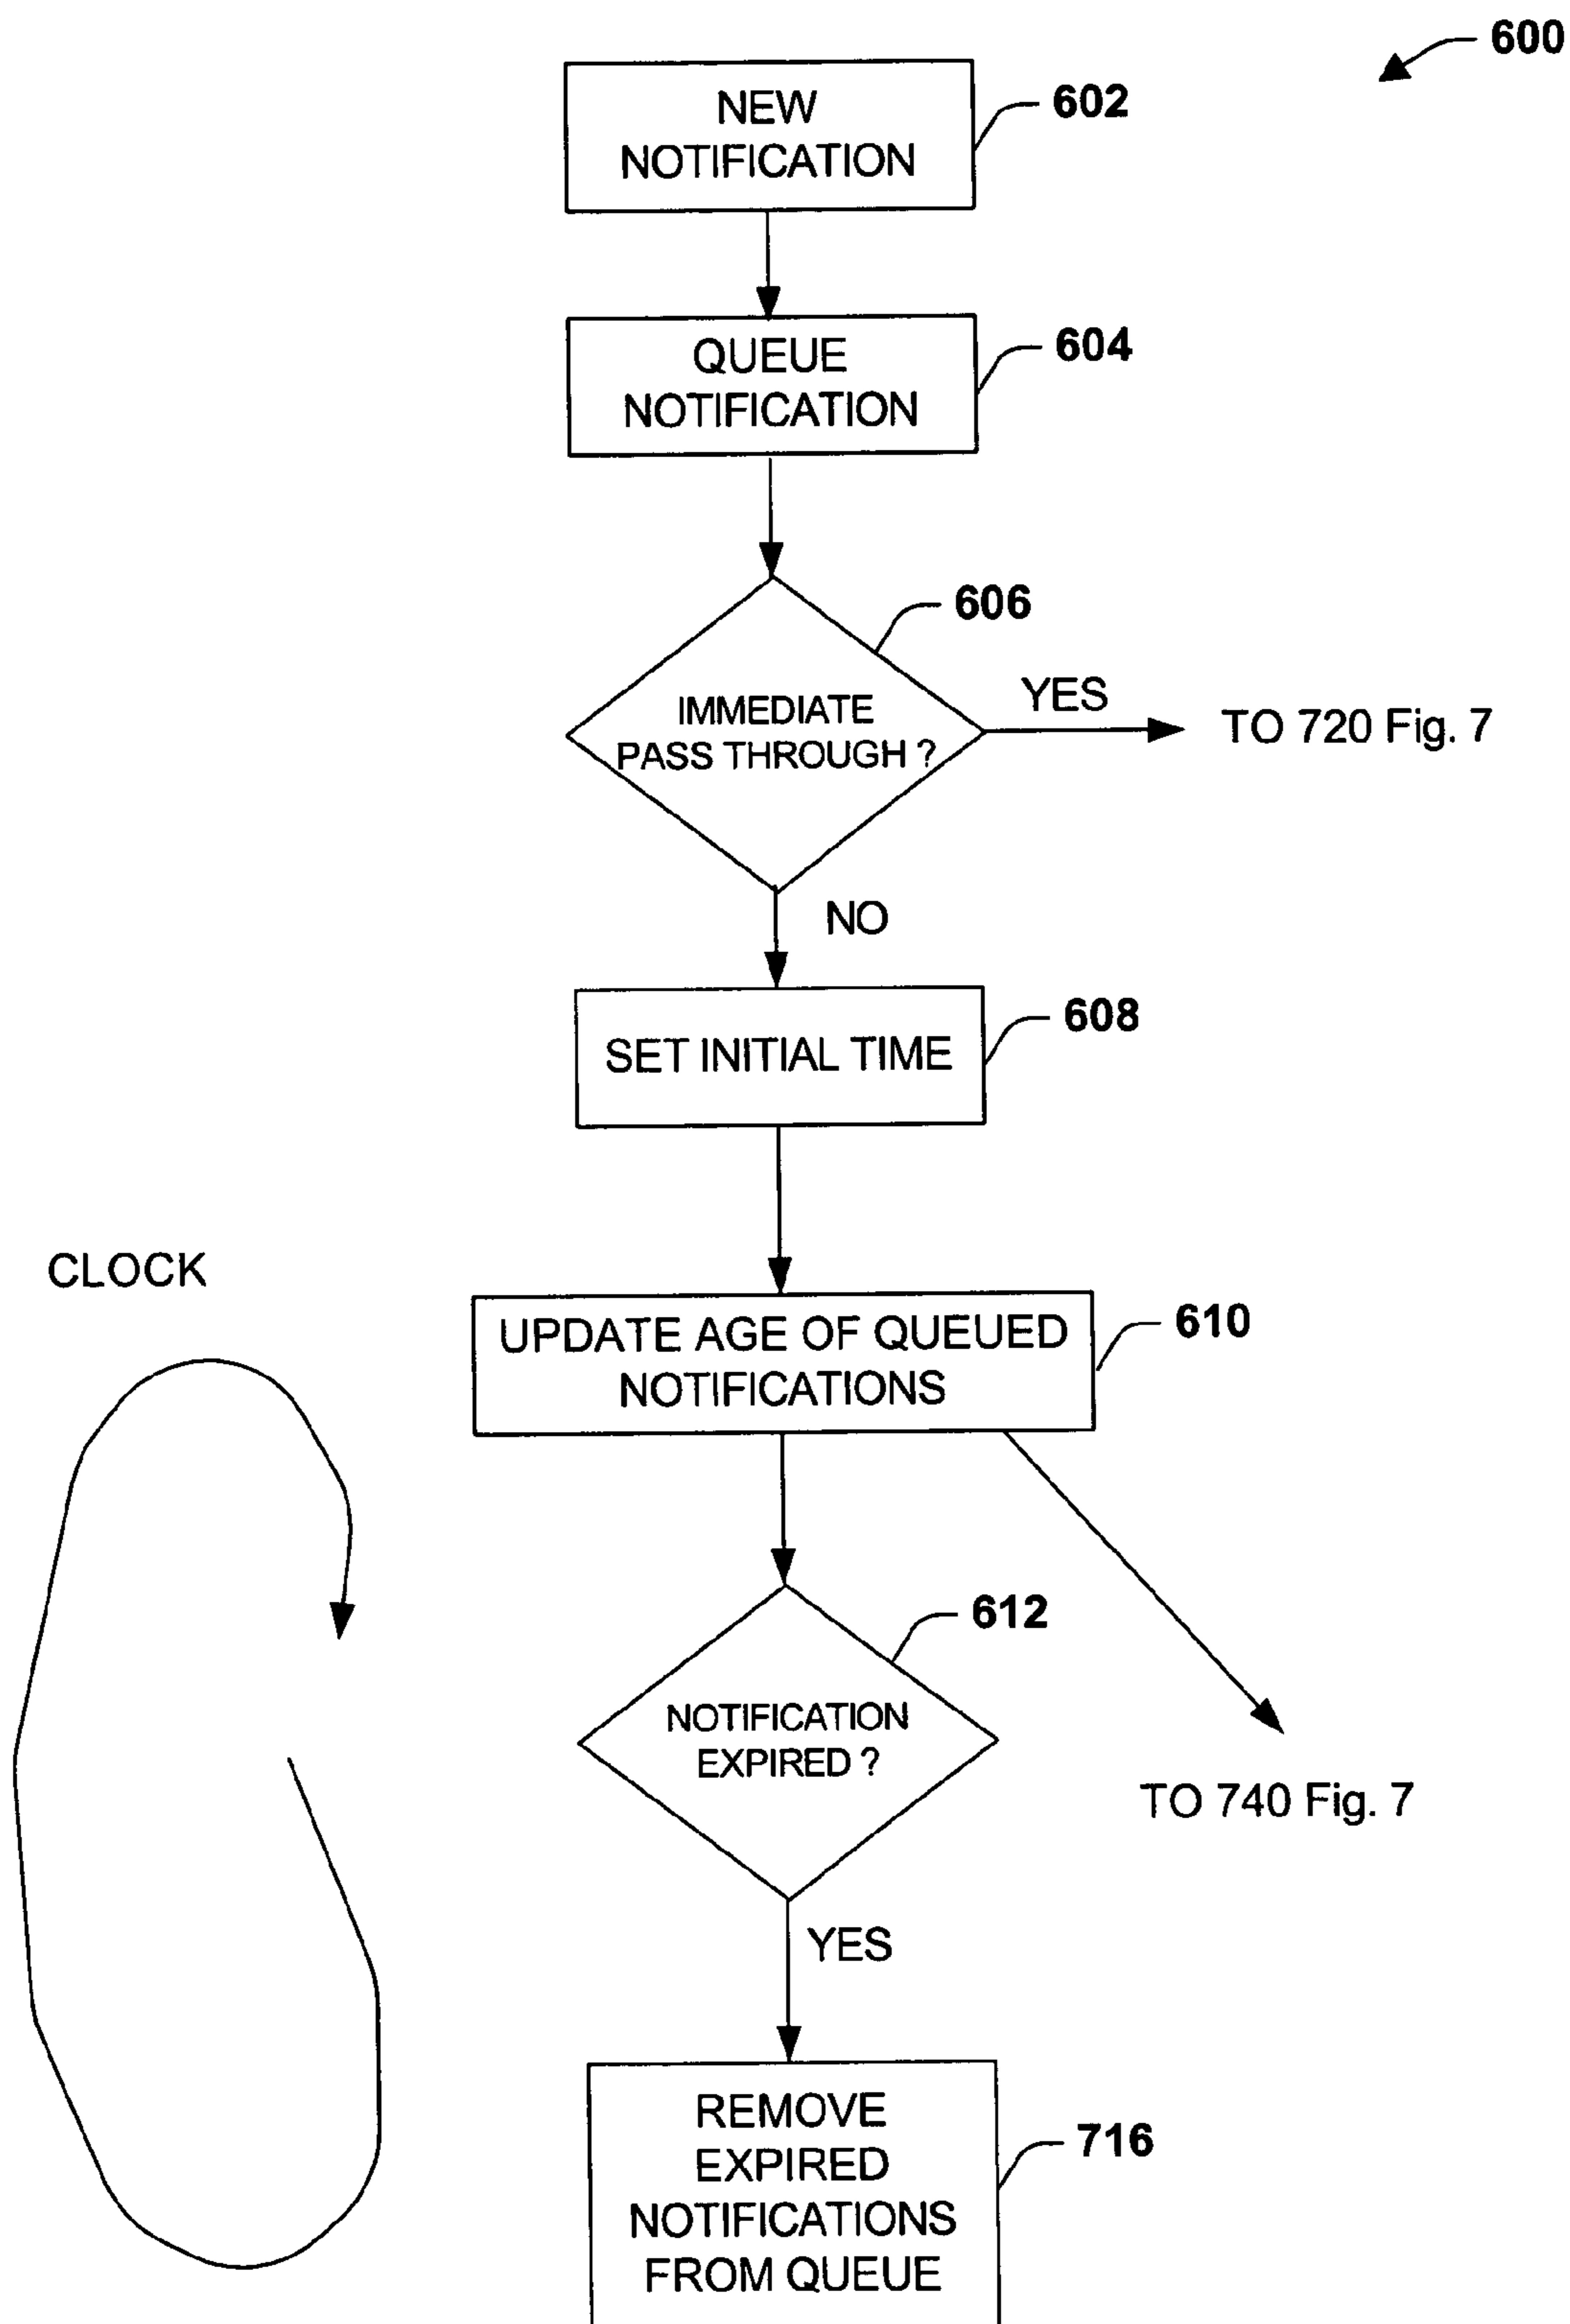 600
NEW
NOTIFICATION
602
QUEUE
NOTIFICATION
604
606
IMMEDIATE
PASS THROUGH ?
YES
TO 720 Fig. 7
NO
SET INITIAL TIME
608
CLOCK
UPDATE AGE OF QUEUED
NOTIFICATIONS
610
612
NOTIFICATION
EXPIRED ?
TO 740 Fig. 7
YES
REMOVE
EXPIRED
NOTIFICATIONS
FROM QUEUE
716